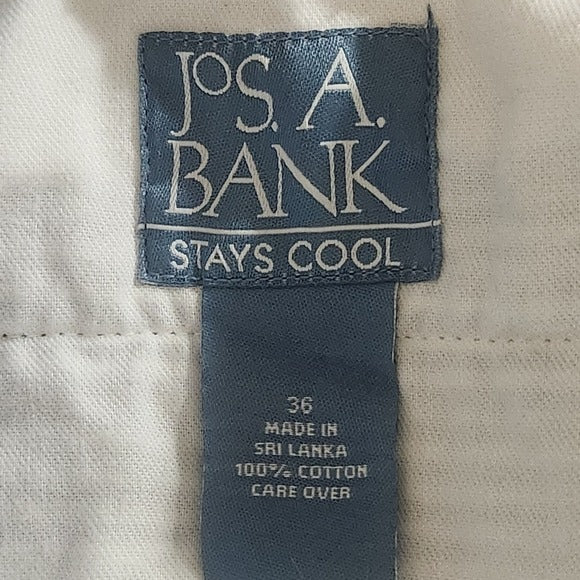 JOS. A.
BANK
STAYS COOL
36
MADE IN
SRI LANKA
100% COTTON
CARE OVER